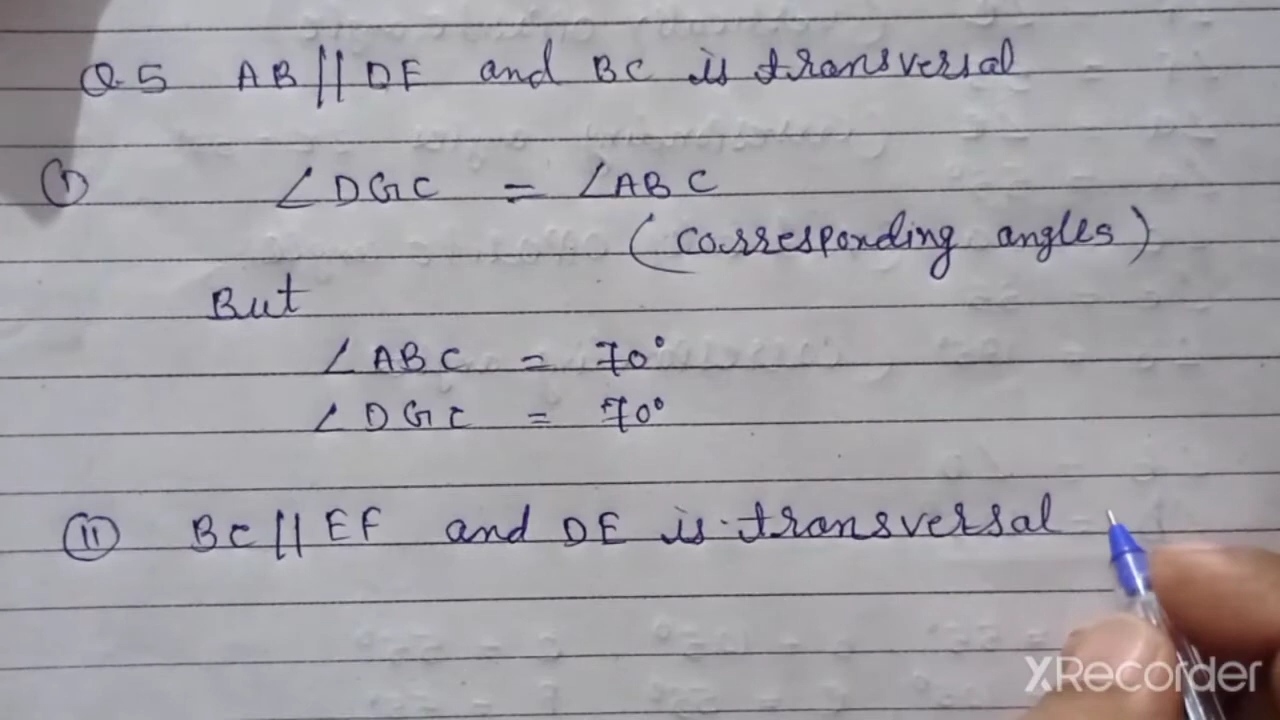 Q.5 AB || DE and BC is transversal
(I) ∠DGC = ∠ABC
(corresponding angles)
But
∠ABC = 70°
∠DGC = 70°
(II) BC || EF and DE is transversal
XRecorder